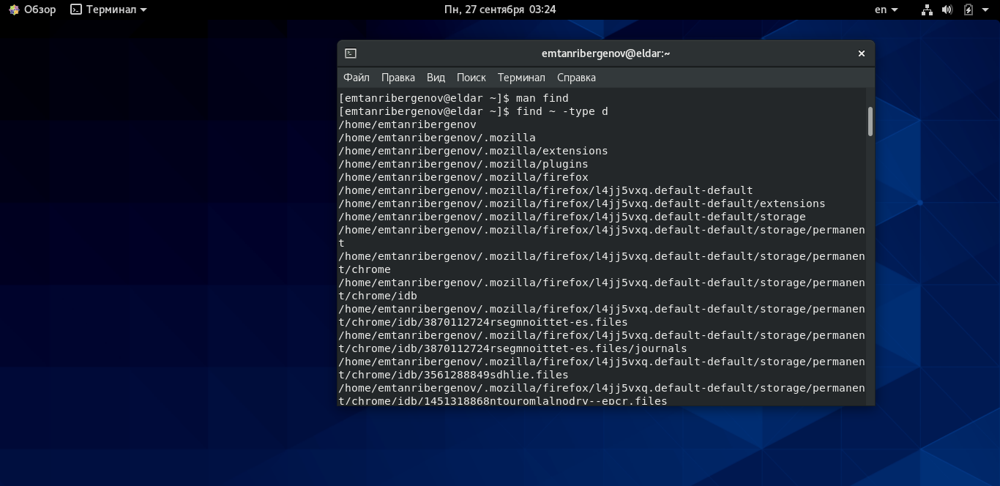 Обзор Терминал Пн, 27 сентября 03:24 en
emtanribergenov@eldar:~
Файл Правка Вид Поиск Терминал Справка
[emtanribergenov@eldar ~]$ man find
[emtanribergenov@eldar ~]$ find ~ -type d
/home/emtanribergenov
/home/emtanribergenov/.mozilla
/home/emtanribergenov/.mozilla/extensions
/home/emtanribergenov/.mozilla/plugins
/home/emtanribergenov/.mozilla/firefox
/home/emtanribergenov/.mozilla/firefox/l4jj5vxq.default-default
/home/emtanribergenov/.mozilla/firefox/l4jj5vxq.default-default/extensions
/home/emtanribergenov/.mozilla/firefox/l4jj5vxq.default-default/storage
/home/emtanribergenov/.mozilla/firefox/l4jj5vxq.default-default/storage/permanen
t
/home/emtanribergenov/.mozilla/firefox/l4jj5vxq.default-default/storage/permanen
t/chrome
/home/emtanribergenov/.mozilla/firefox/l4jj5vxq.default-default/storage/permanen
t/chrome/idb
/home/emtanribergenov/.mozilla/firefox/l4jj5vxq.default-default/storage/permanen
t/chrome/idb/3870112724rsegmnoittet-es.files
/home/emtanribergenov/.mozilla/firefox/l4jj5vxq.default-default/storage/permanen
t/chrome/idb/3870112724rsegmnoittet-es.files/journals
/home/emtanribergenov/.mozilla/firefox/l4jj5vxq.default-default/storage/permanen
t/chrome/idb/3561288849sdhlie.files
/home/emtanribergenov/.mozilla/firefox/l4jj5vxq.default-default/storage/permanen
t/chrome/idb/1451318868ntouromlalnodry--epcr.files